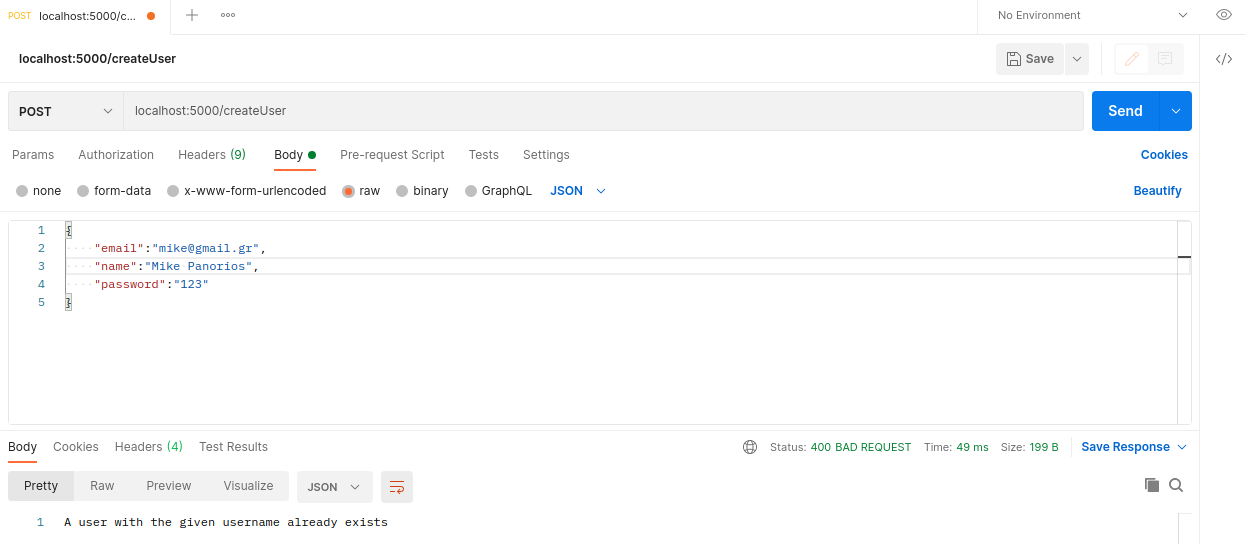 POST localhost:5000/c... No Environment
localhost:5000/createUser Save
POST localhost:5000/createUser Send
Params Authorization Headers (9) Body Pre-request Script Tests Settings Cookies
none form-data x-www-form-urlencoded raw binary GraphQL JSON Beautify
1 {
2 "email":"mike@gmail.gr",
3 "name":"Mike Panorios",
4 "password":"123"
5 }
Body Cookies Headers (4) Test Results Status: 400 BAD REQUEST Time: 49 ms Size: 199 B Save Response
Pretty Raw Preview Visualize JSON
1 A user with the given username already exists